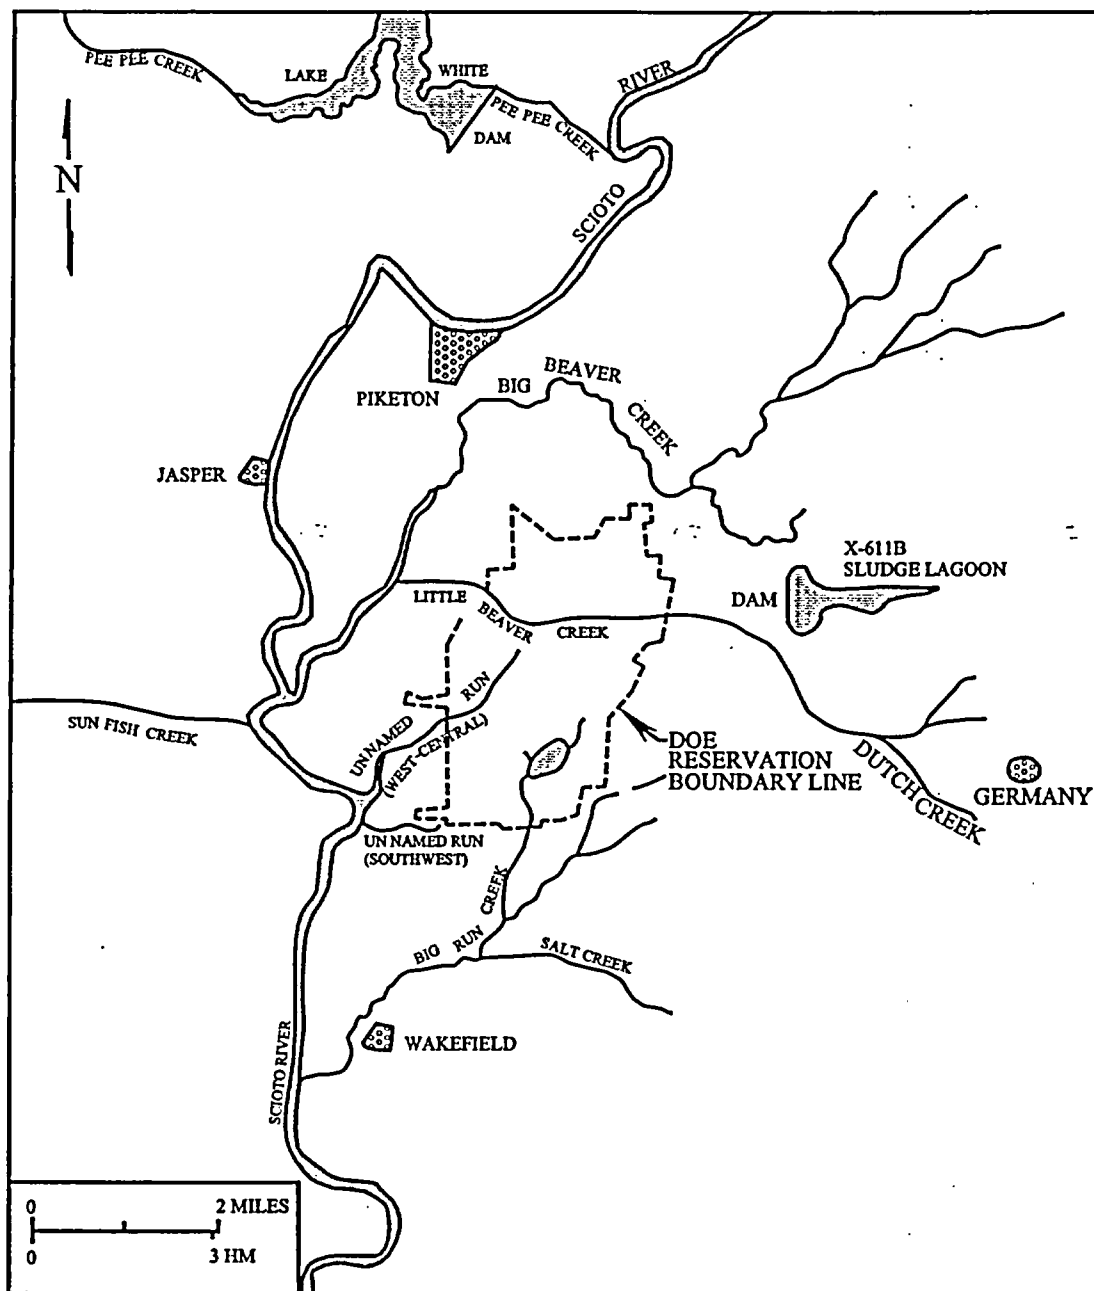 PEE PEE CREEK
LAKE
WHITE
DAM
PEE PEE CREEK
RIVER
SCIOTO
N
PIKETON
BIG BEAVER CREEK
JASPER
X-611B
SLUDGE LAGOON
DAM
LITTLE BEAVER CREEK
SUN FISH CREEK
UNNAMED RUN
(WEST-CENTRAL)
DOE
RESERVATION
BOUNDARY LINE
DUTCH CREEK
GERMANY
UN NAMED RUN
(SOUTHWEST)
BIG RUN CREEK
SALT CREEK
WAKEFIELD
SCIOTO RIVER
0 2 MILES
0 3 HM